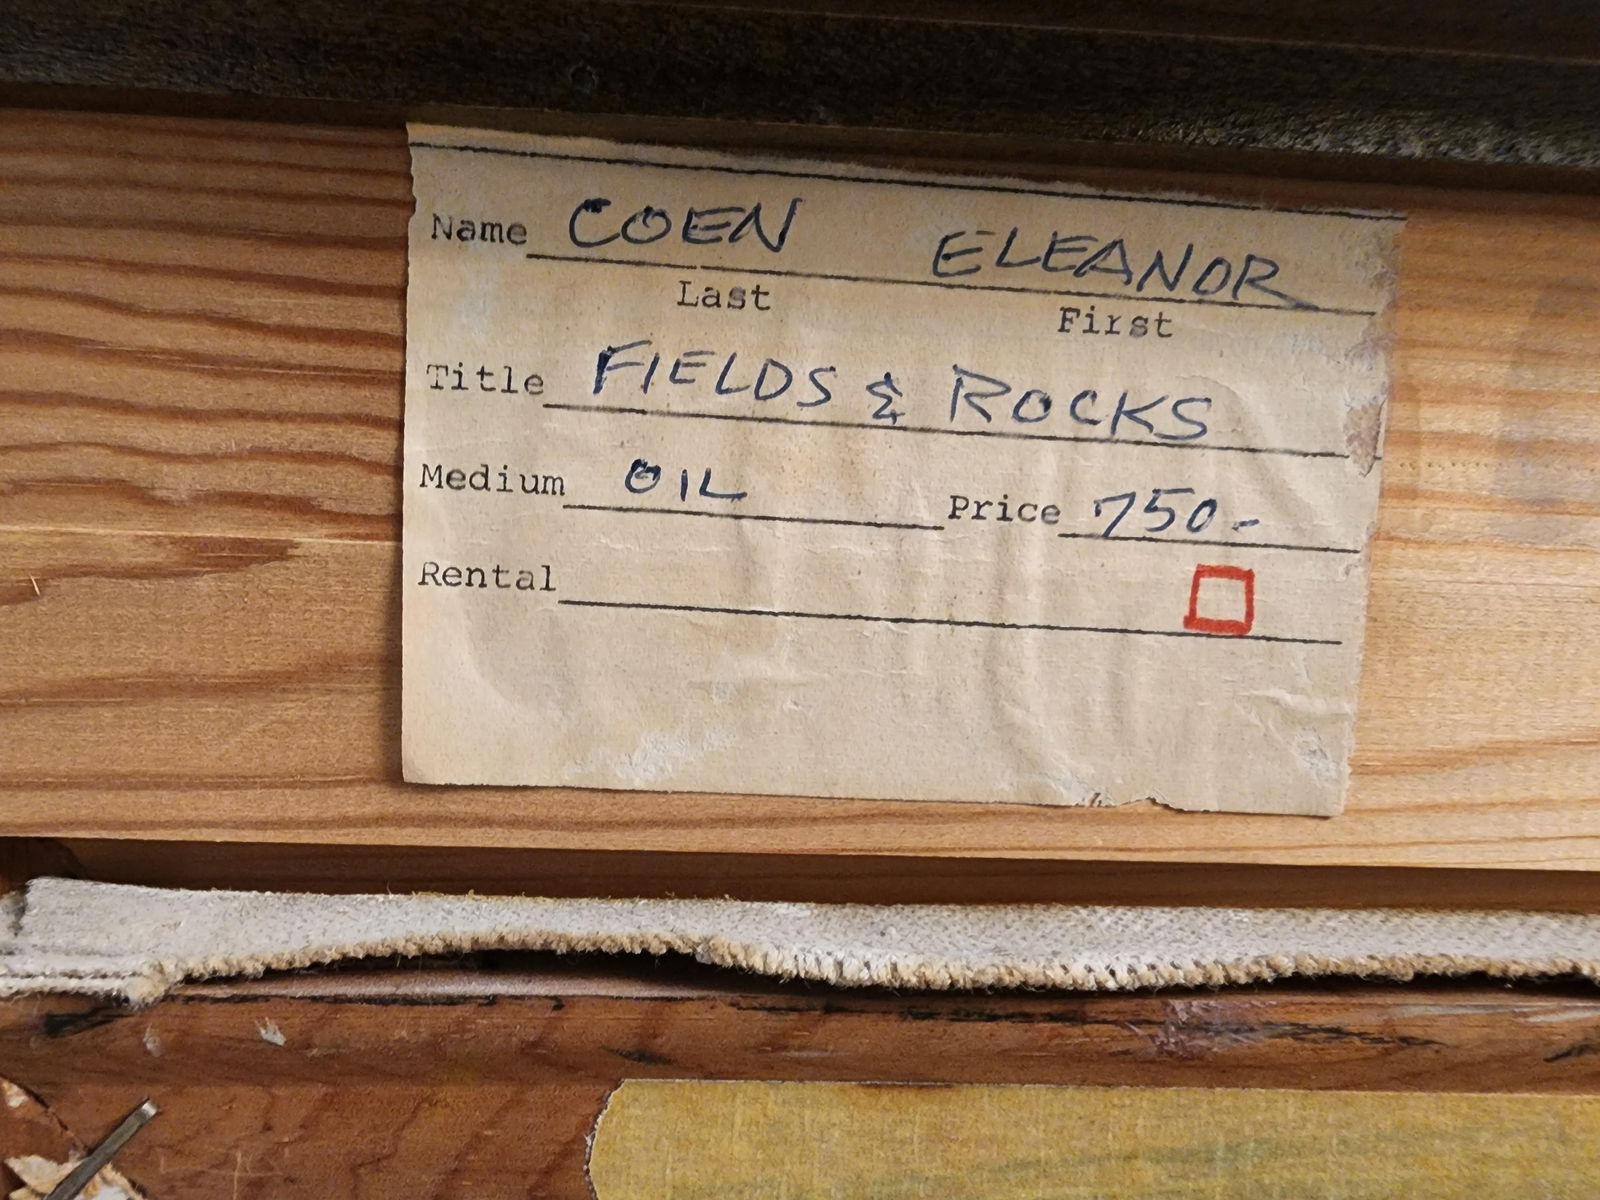 Name COEN ELEANOR
Last First
Title FIELDS & ROCKS
Medium OIL Price 750-
Rental